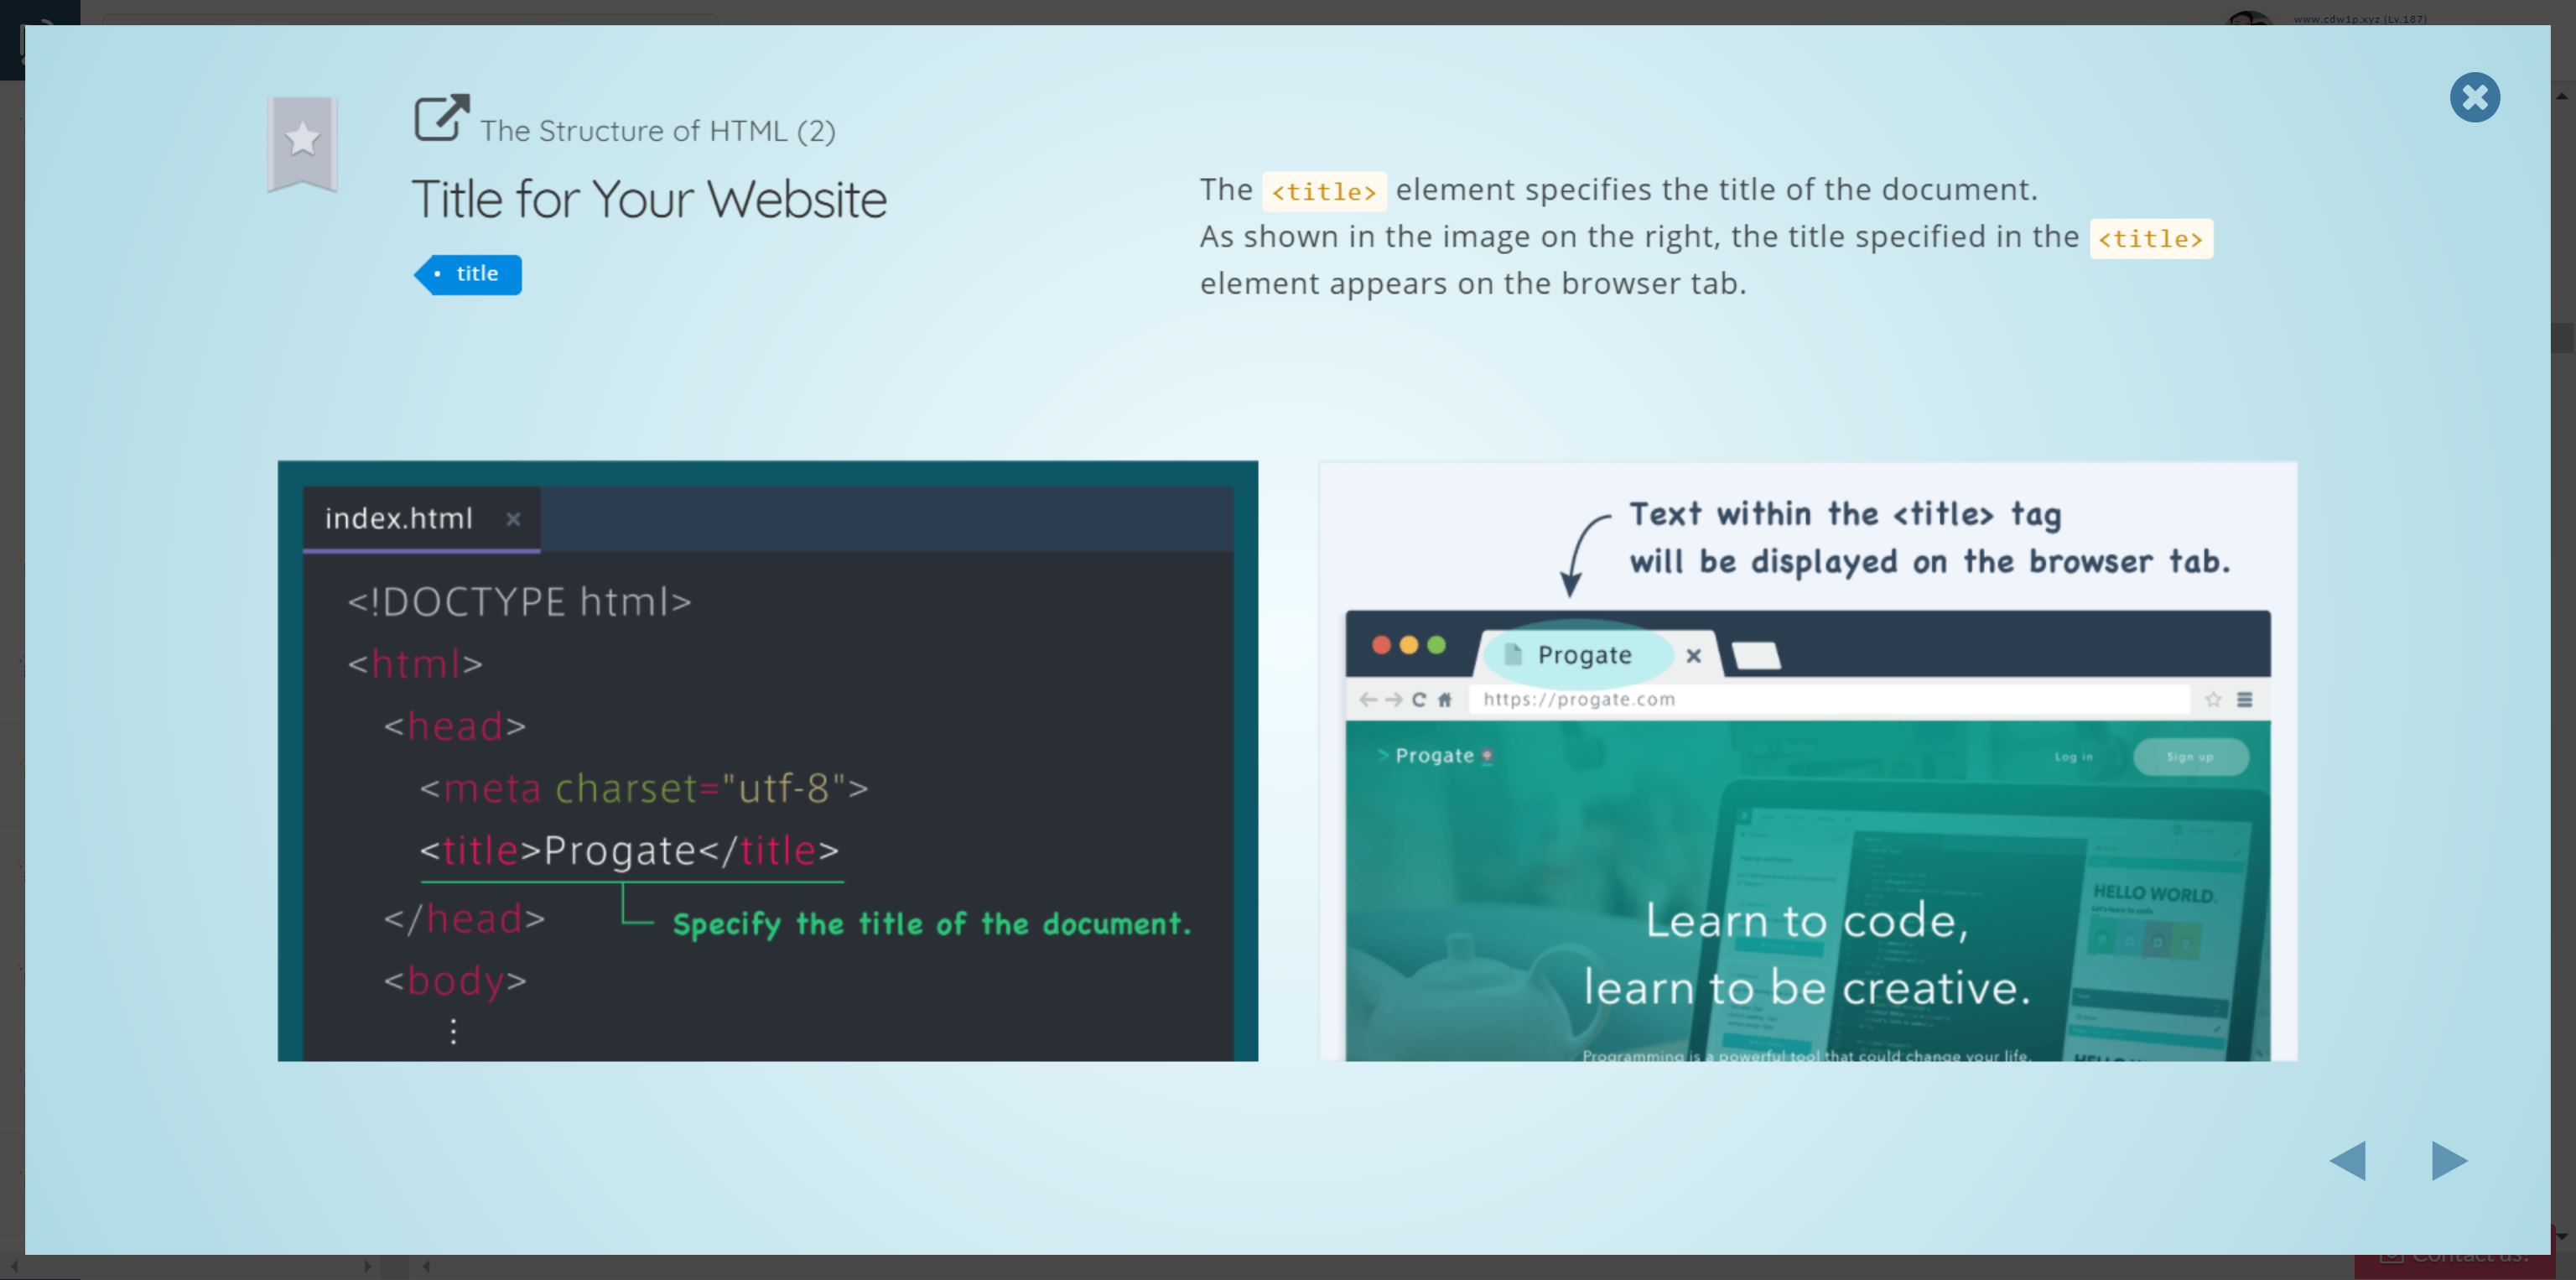 www.cdw1p.xyz (Lv.187)
The Structure of HTML (2)
Title for Your Website
title
The <title> element specifies the title of the document.
As shown in the image on the right, the title specified in the <title>
element appears on the browser tab.
index.html ×
<!DOCTYPE html>
<html>
<head>
<meta charset="utf-8">
<title>Progate</title>
</head>
Specify the title of the document.
<body>
⋮
Text within the <title> tag
will be displayed on the browser tab.
Progate ×
https://progate.com
> Progate
Log in
Sign up
HELLO WORLD.
Let's learn to code
Learn to code,
learn to be creative.
Programming is a powerful tool that could change your life.
Contact us!